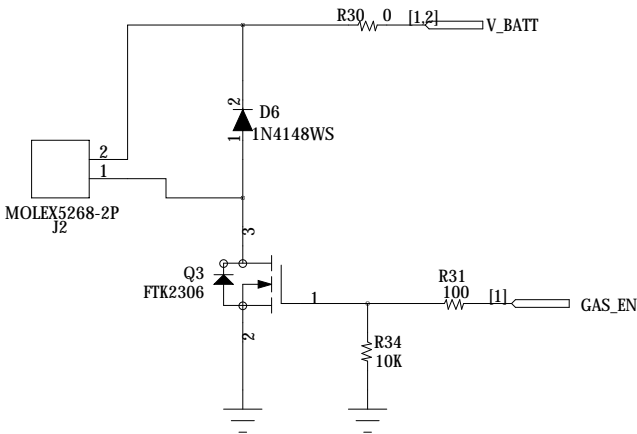 R30 0 [1,2] V_BATT
2
D6
1N4148WS
1
2
1
MOLEX5268-2P
J2
3
Q3
FTK2306
R31
100 [1]
1
GAS_EN
2
R34
10K